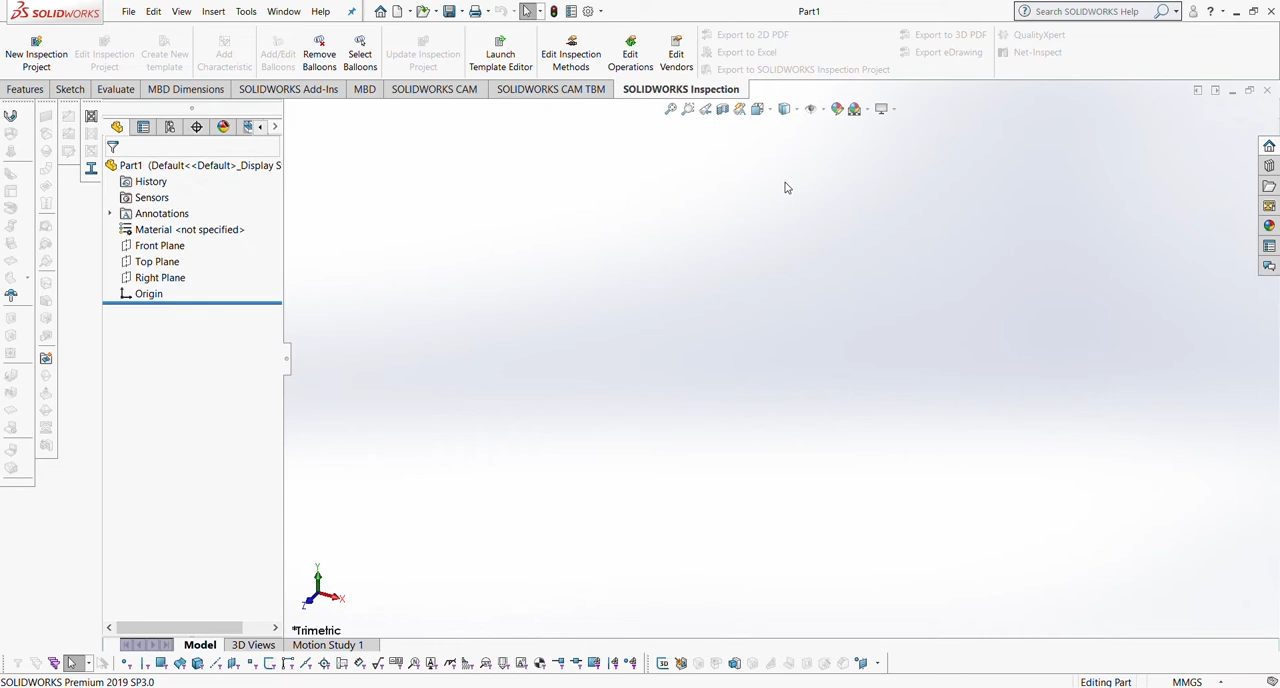 SOLIDWORKS File Edit View Insert Tools Window Help Part1 Search SOLIDWORKS Help ?
New Inspection Project
Edit Inspection Project
Create New template
Add Characteristic
Add/Edit Balloons
Remove Balloons
Select Balloons
Update Inspection Project
Launch Template Editor
Edit Inspection Methods
Edit Operations
Edit Vendors
Export to 2D PDF
Export to Excel
Export to SOLIDWORKS Inspection Project
Export to 3D PDF
Export eDrawing
QualityXpert
Net-Inspect
Features Sketch Evaluate MBD Dimensions SOLIDWORKS Add-Ins MBD SOLIDWORKS CAM SOLIDWORKS CAM TBM SOLIDWORKS Inspection
Part1 (Default<<Default>_Display S
History
Sensors
Annotations
Material <not specified>
Front Plane
Top Plane
Right Plane
Origin
Y
X
Z
*Trimetric
Model 3D Views Motion Study 1
3D
SOLIDWORKS Premium 2019 SP3.0 Editing Part MMGS